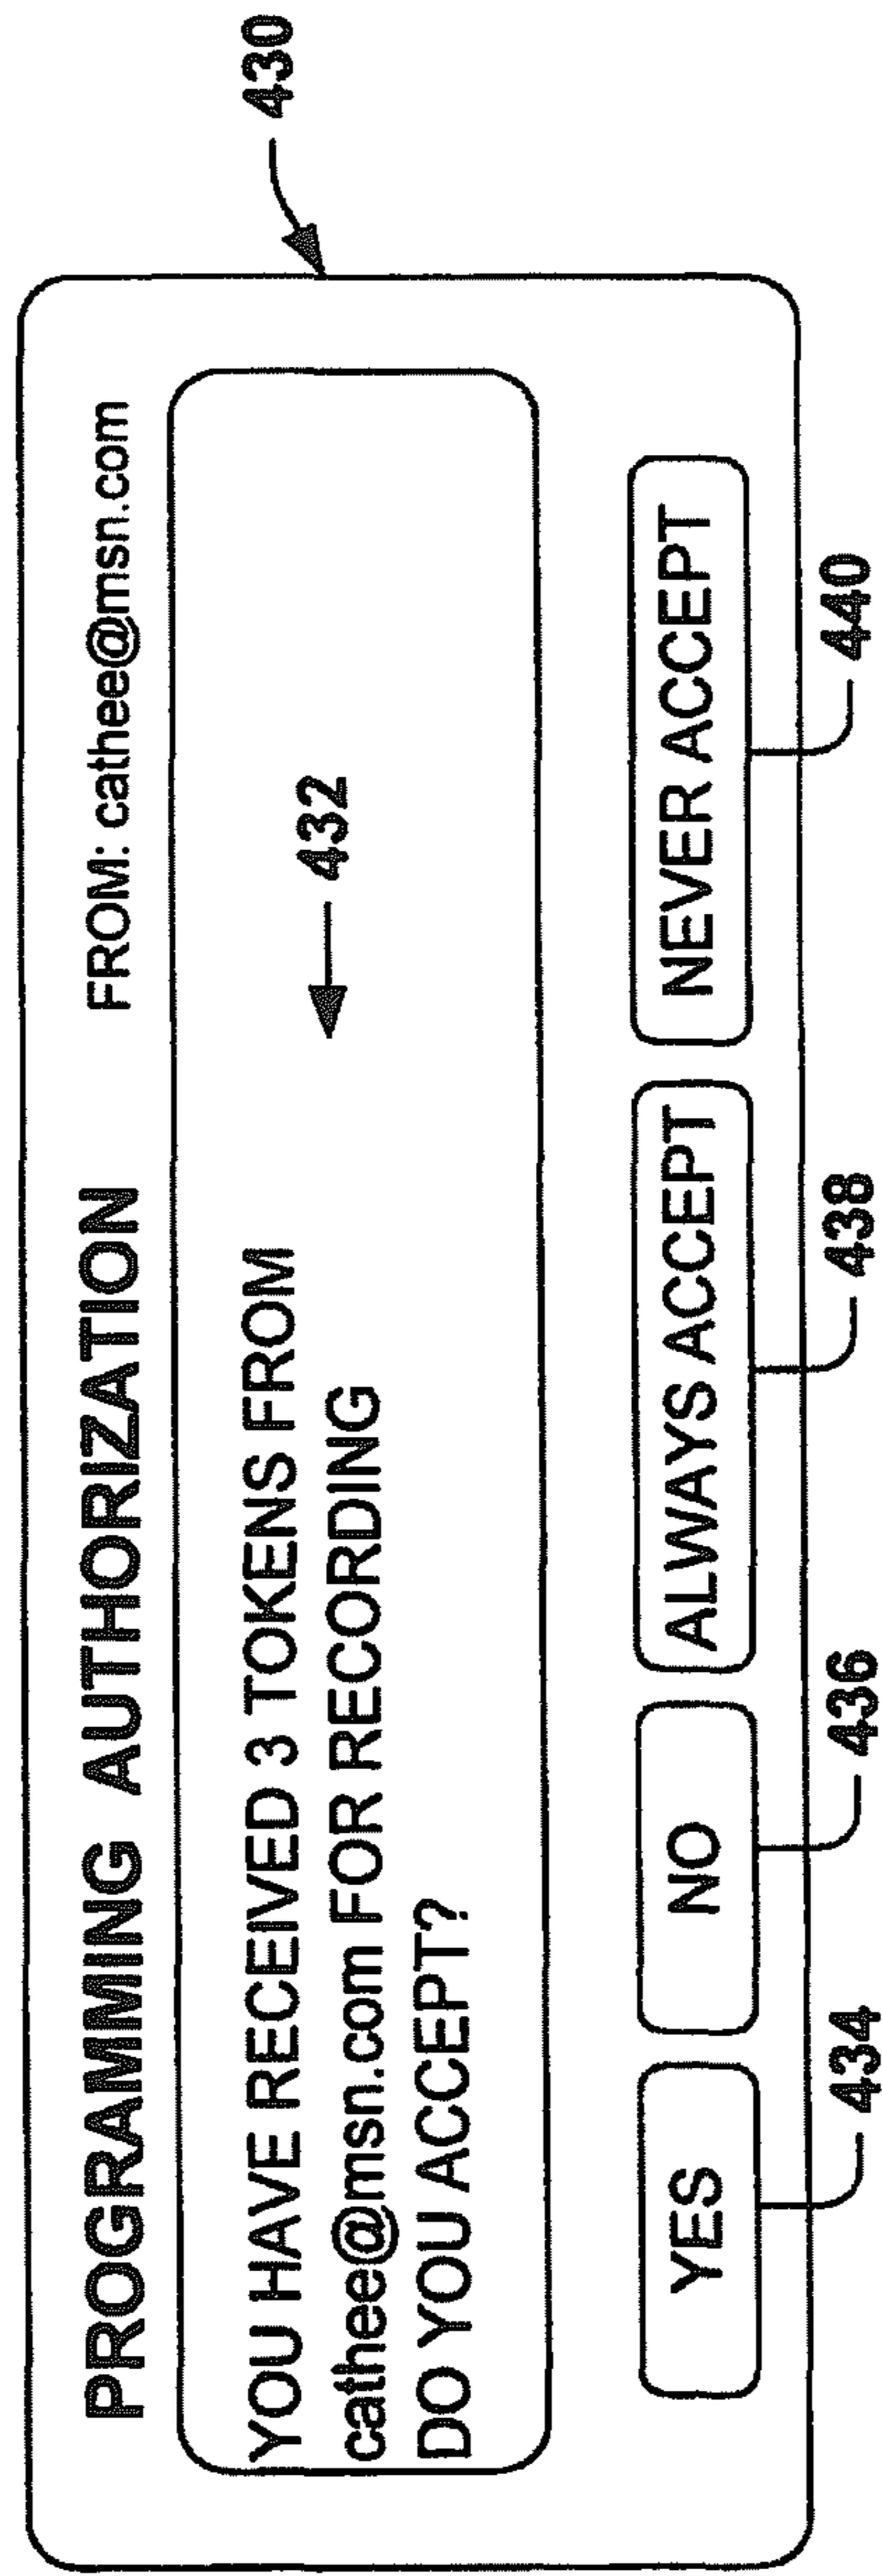 430
PROGRAMMING AUTHORIZATION FROM: cathee@msn.com
YOU HAVE RECEIVED 3 TOKENS FROM
cathee@msn.com FOR RECORDING
432
DO YOU ACCEPT?
YES NO ALWAYS ACCEPT NEVER ACCEPT
434 436 438 440